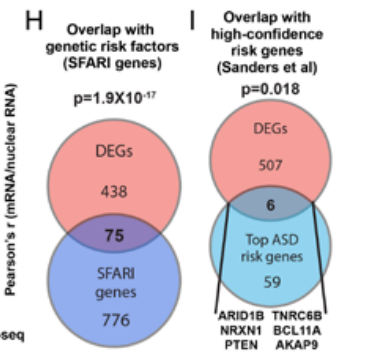 H
Overlap with
genetic risk factors
(SFARI genes)
p=1.9X10⁻¹⁷
DEGs
438
75
SFARI
genes
776
I
Overlap with
high-confidence
risk genes
(Sanders et al)
p=0.018
DEGs
507
6
Top ASD
risk genes
59
ARID1B TNRC6B
NRXN1 BCL11A
PTEN AKAP9
Pearson's r (mRNA/nuclear RNA)
seq